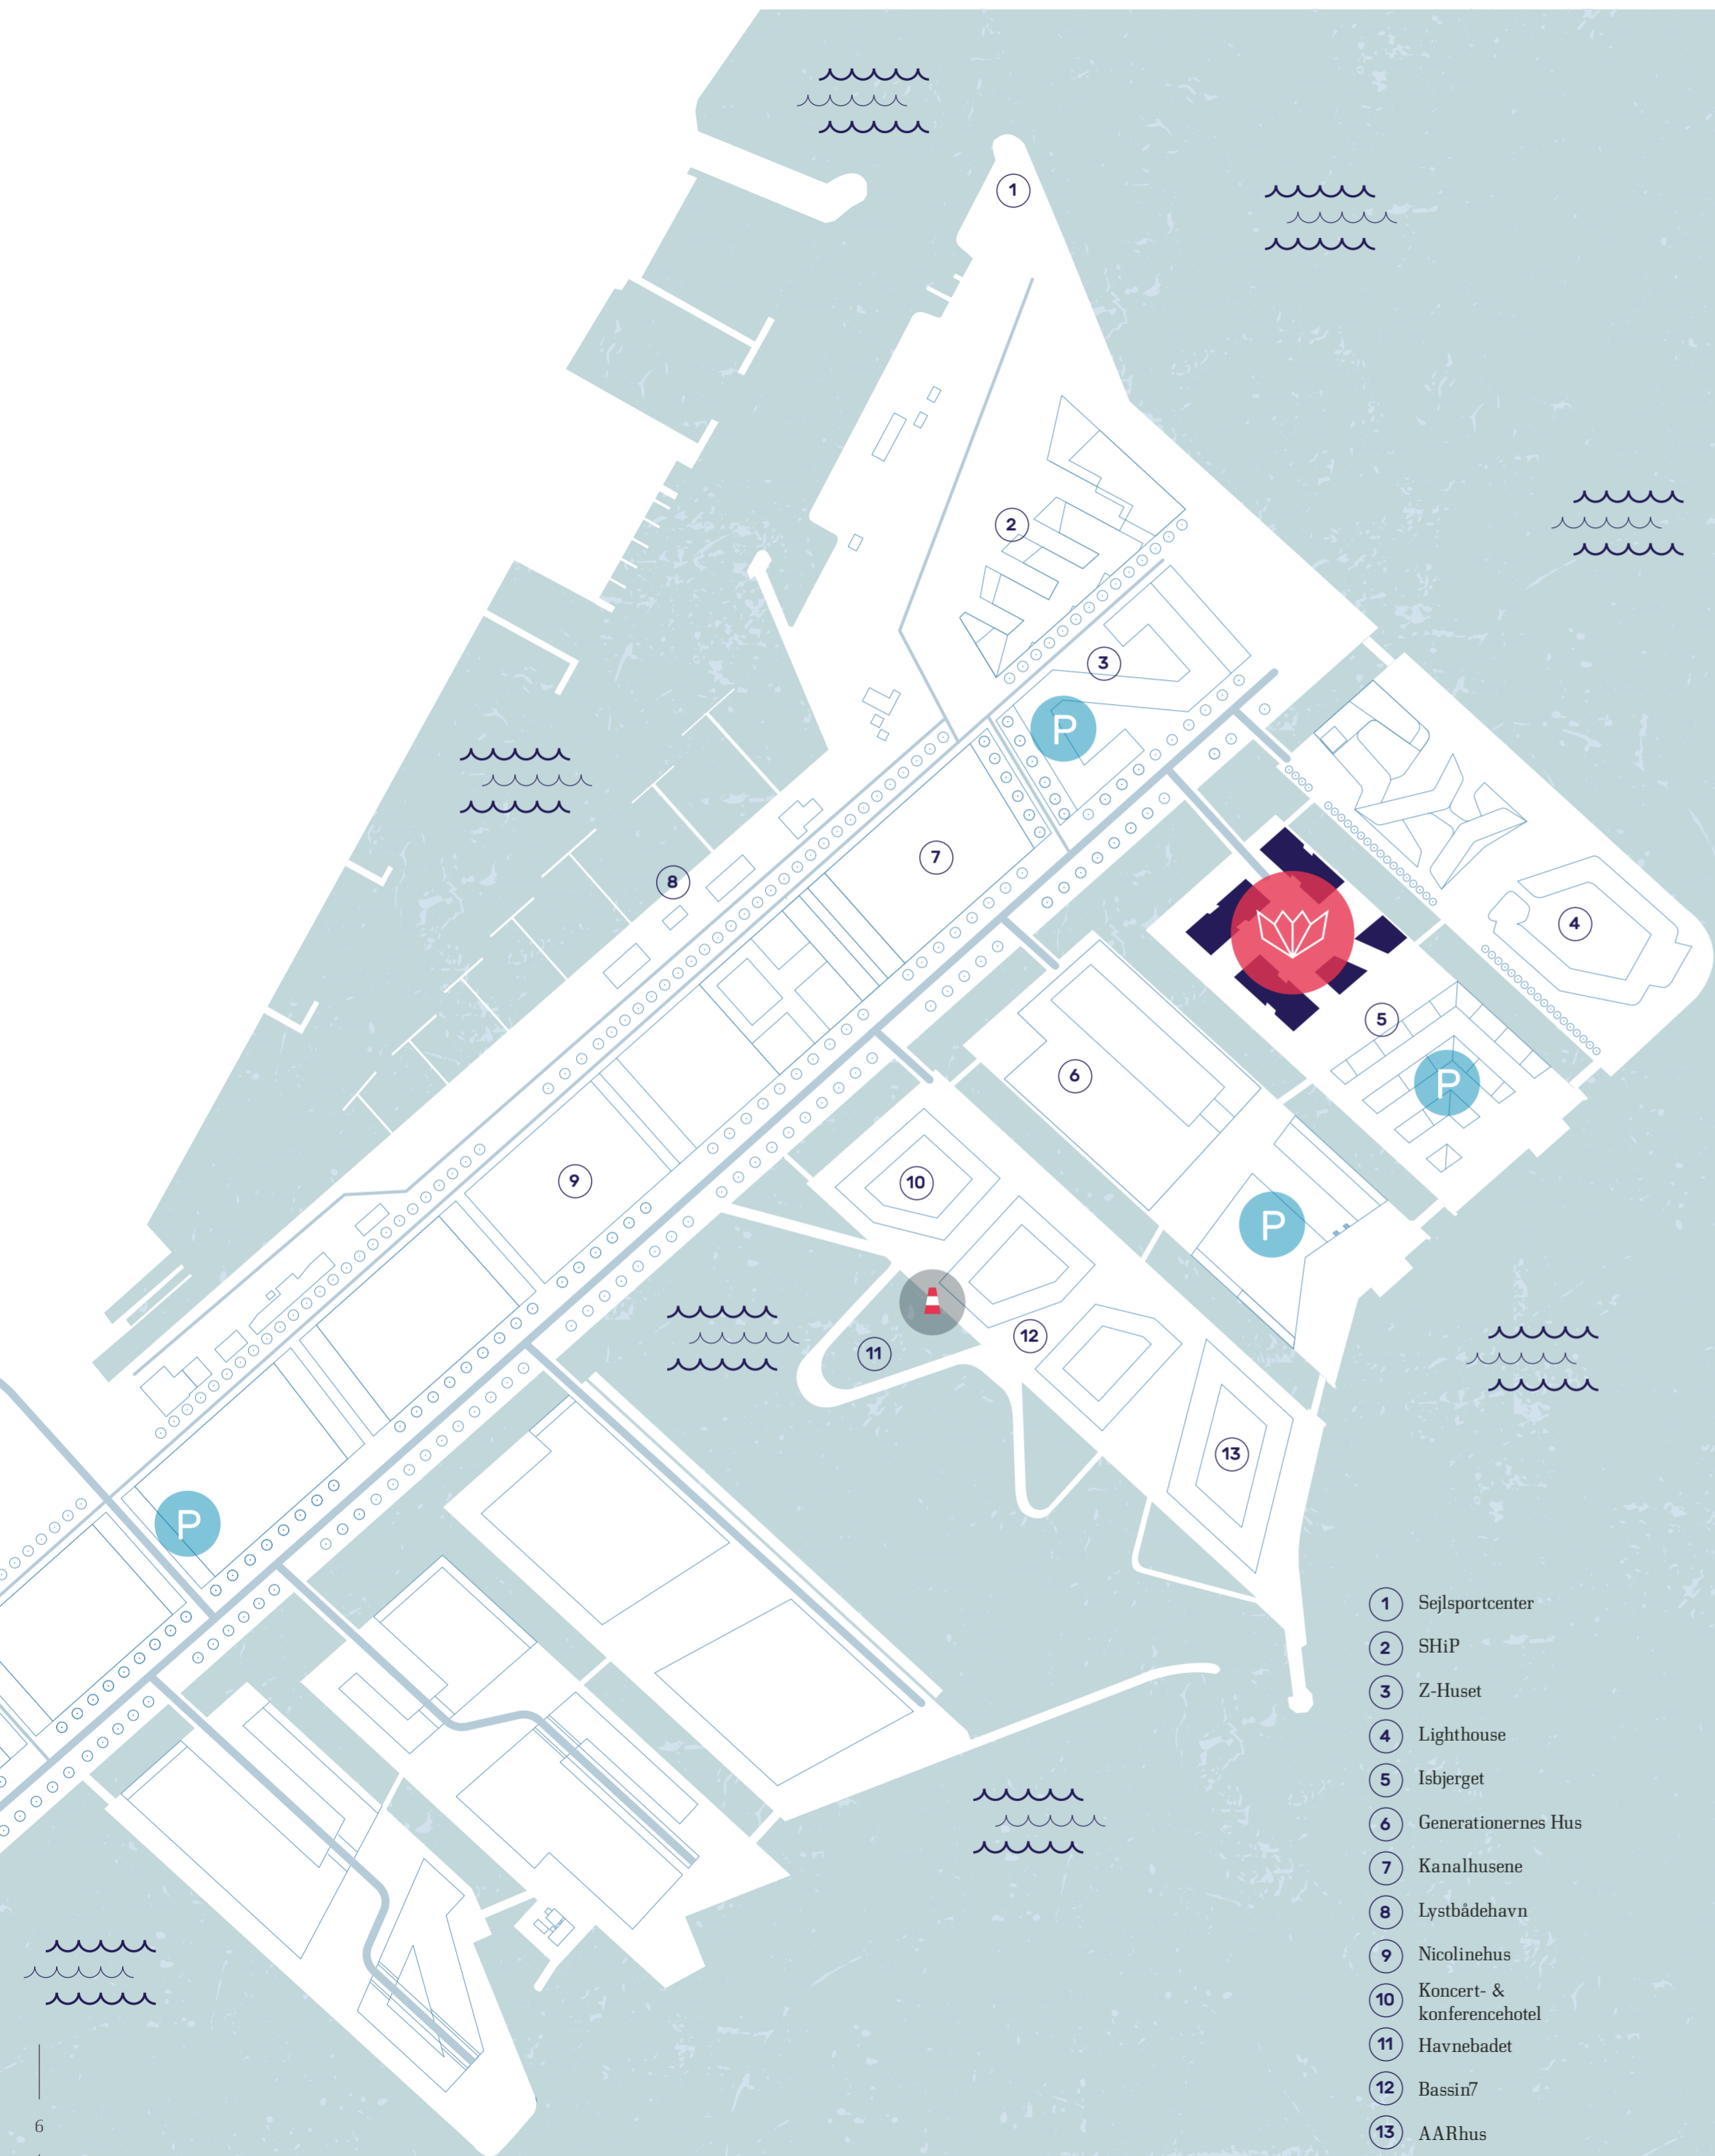 1
2
3
P
7
8
4
5
P
6
9
10
P
12
11
13
P
1 Sejlsportcenter
2 SHiP
3 Z-Huset
4 Lighthouse
5 Isbjerget
6 Generationernes Hus
7 Kanalhusene
8 Lystbådehavn
9 Nicolinehus
10 Koncert- &
konferencehotel
11 Havnebadet
12 Bassin7
13 AARhus
6